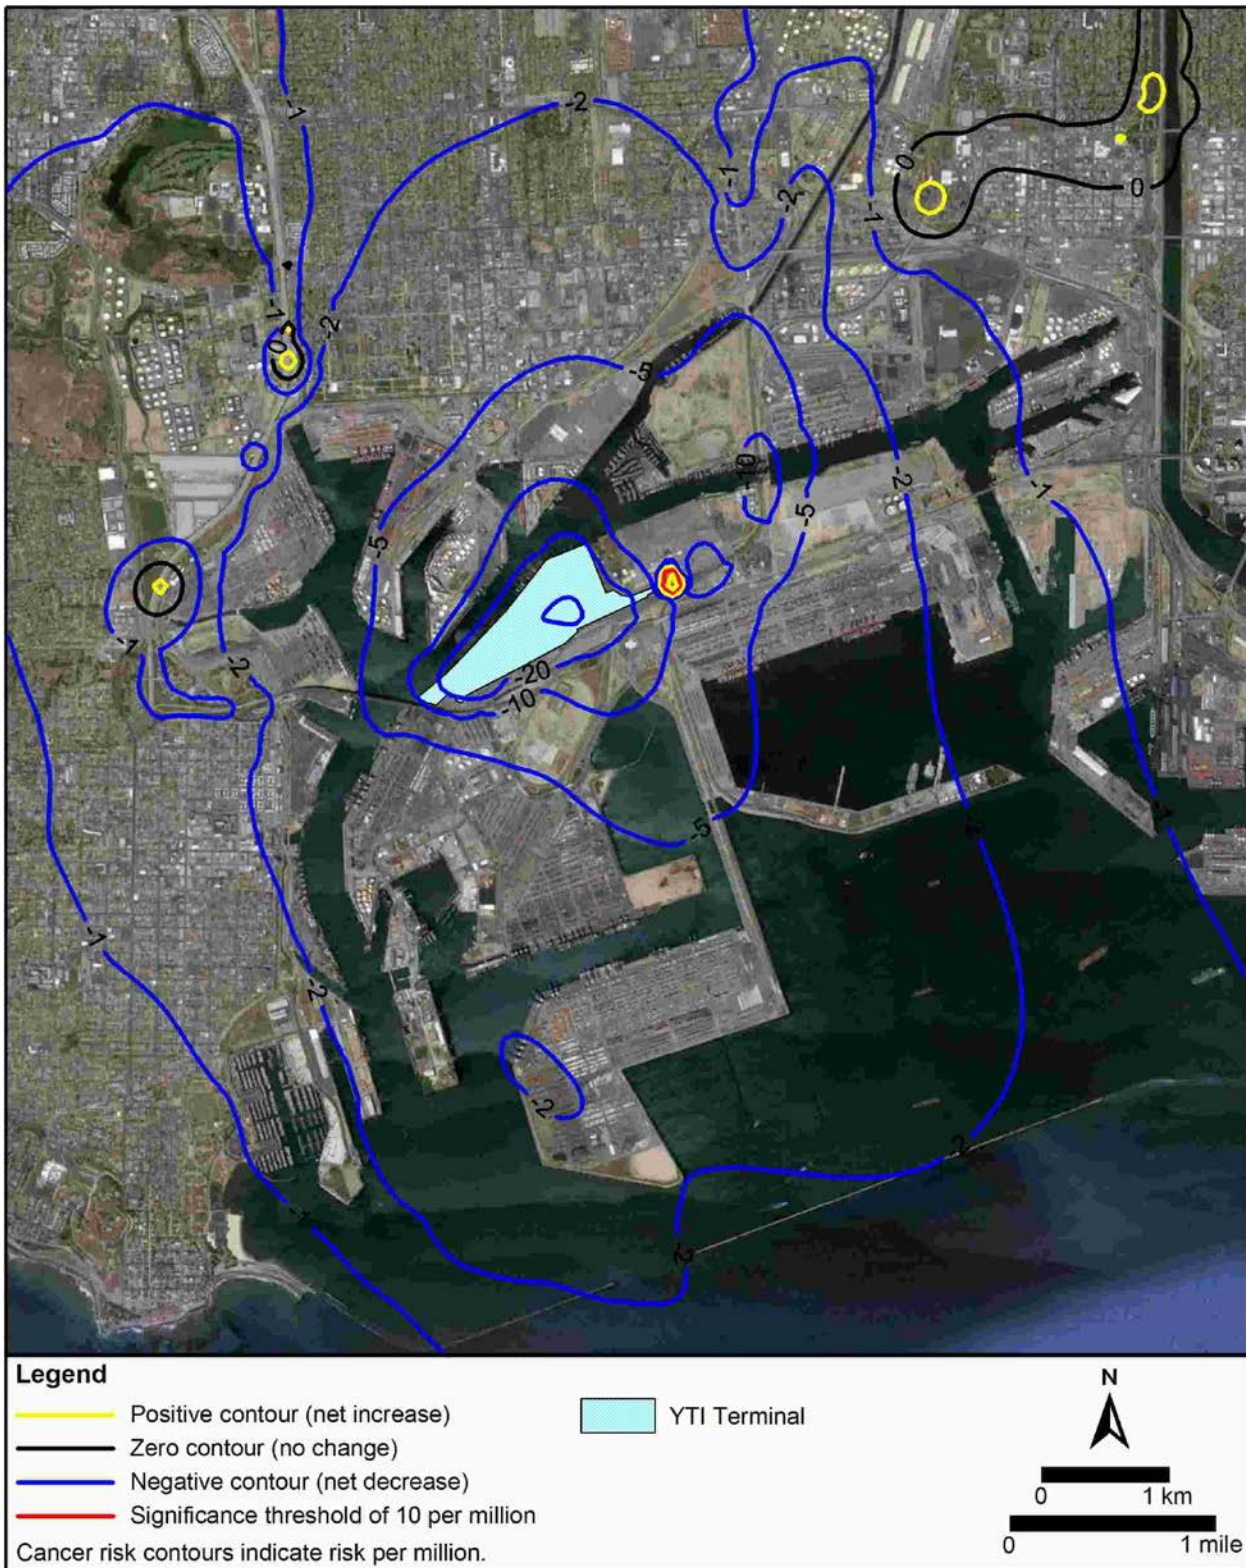 -1
-2
0
-1
-2
0
-1
-1
-2
0
-5
-10
-2
-1
-5
-5
-1
-2
-20
-10
-5
-2
-1
-1
-2
-2
-2
-1
-2
Legend
Positive contour (net increase)
Zero contour (no change)
Negative contour (net decrease)
Significance threshold of 10 per million
Cancer risk contours indicate risk per million.
YTI Terminal
N
0 1 km
0 1 mile